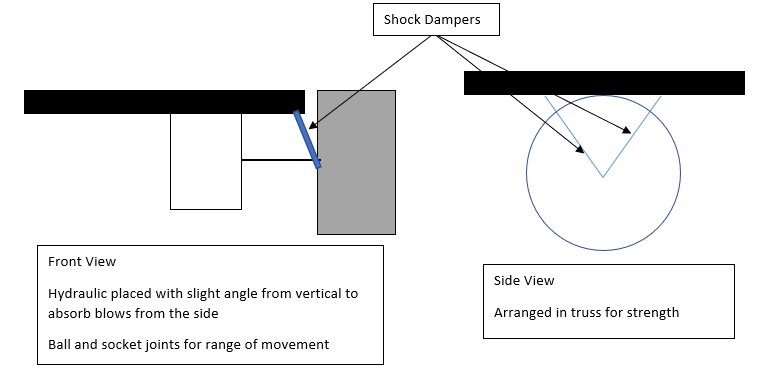 Shock Dampers
Front View
Hydraulic placed with slight angle from vertical to
absorb blows from the side
Ball and socket joints for range of movement
Side View
Arranged in truss for strength